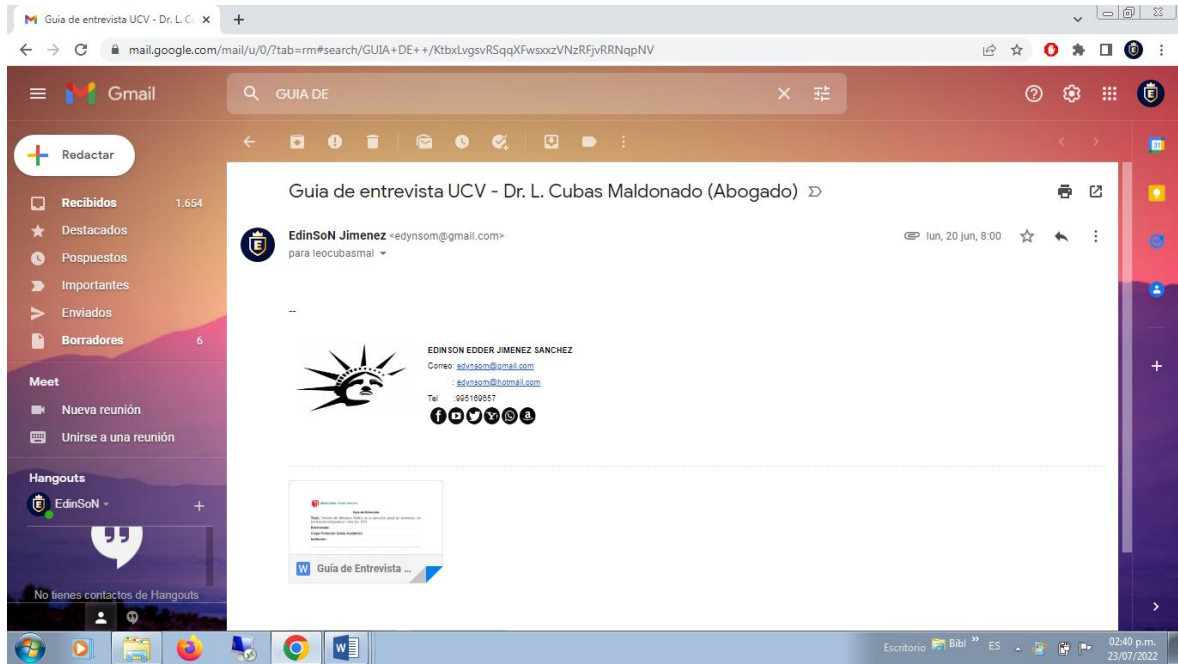 Guia de entrevista UCV - Dr. L. C
mail.google.com/mail/u/0/?tab=rm#search/GUIA+DE++/KtbxLvgsvRSqqXFwsxxzVNzRFjvRRNqpNV
Gmail
GUIA DE
Redactar
Recibidos 1.654
Destacados
Pospuestos
Importantes
Enviados
Borradores 6
Meet
Nueva reunión
Unirse a una reunión
Hangouts
EdinSoN
No tienes contactos de Hangouts
Guia de entrevista UCV - Dr. L. Cubas Maldonado (Abogado)
EdinSoN Jimenez <edynsom@gmail.com>
lun, 20 jun, 8:00
para leocubasmal
--
EDINSON EDDER JIMENEZ SANCHEZ
Correo: edynsom@gmail.com
: edynsom@hotmail.com
Tel :995169657
Guía de Entrevista
W Guía de Entrevista ...
Escritorio Bibl » ES
02:40 p.m.
23/07/2022